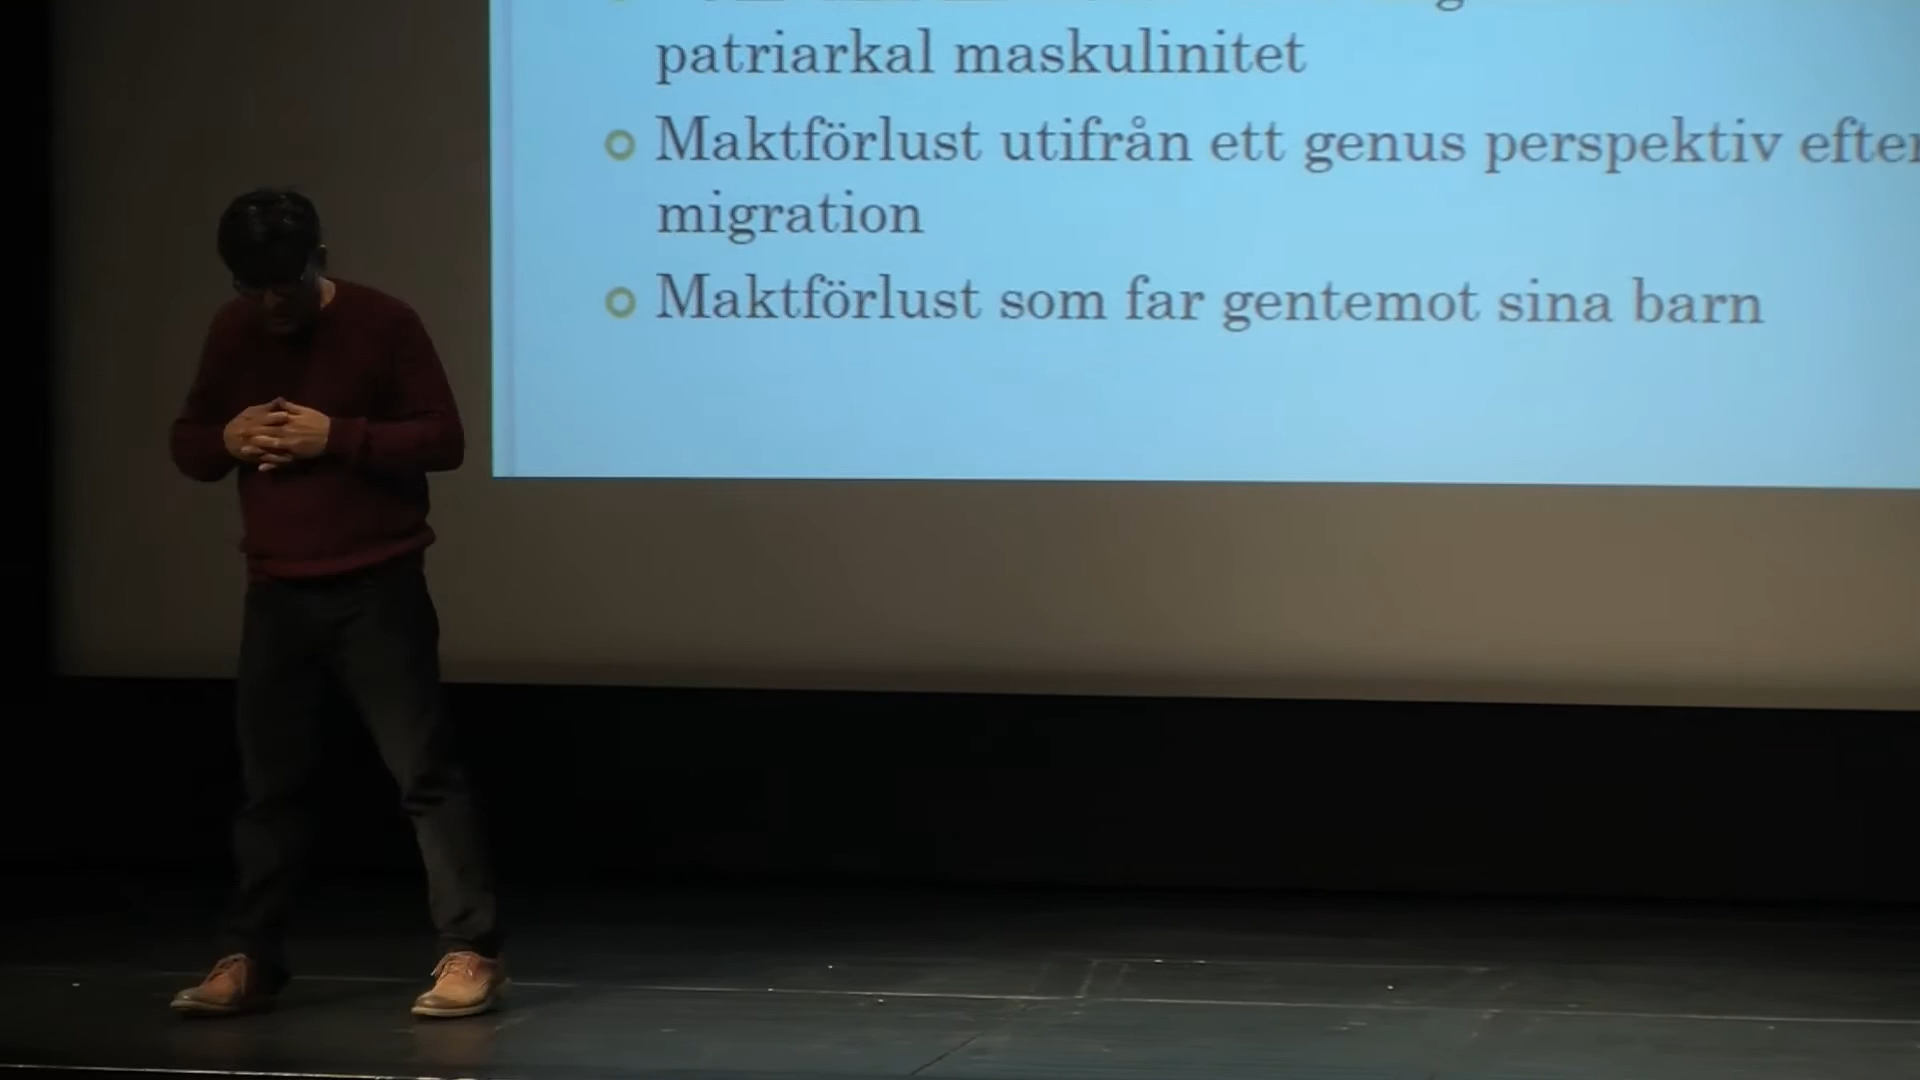 patriarkal maskulinitet
Maktförlust utifrån ett genus perspektiv efter
migration
Maktförlust som far gentemot sina barn